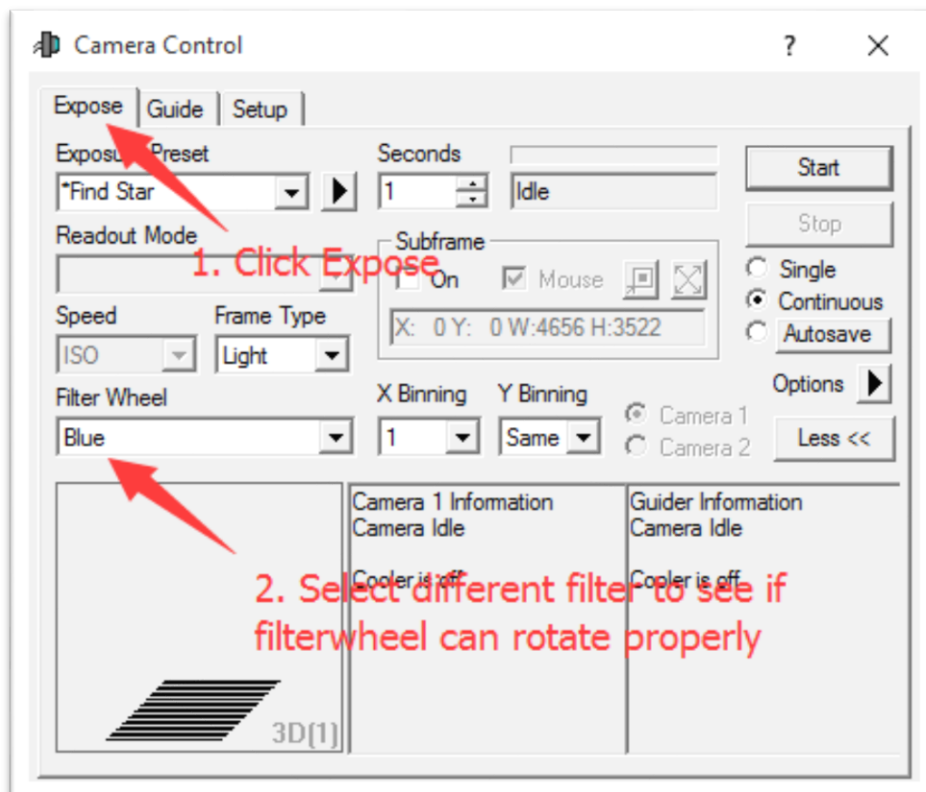 Camera Control
?
Expose
Guide
Setup
Exposure Preset
Seconds
*Find Star
1
Idle
Start
Stop
Readout Mode
1. Click Expose
Subframe
On
Mouse
X: 0 Y: 0 W:4656 H:3522
Single
Continuous
Autosave
Speed
Frame Type
ISO
Light
Options
Filter Wheel
X Binning
Y Binning
Blue
1
Same
Camera 1
Camera 2
Less <<
Camera 1 Information
Camera Idle
Cooler is off
Guider Information
Camera Idle
Cooler is off
2. Select different filter to see if
filterwheel can rotate properly
3D(1)